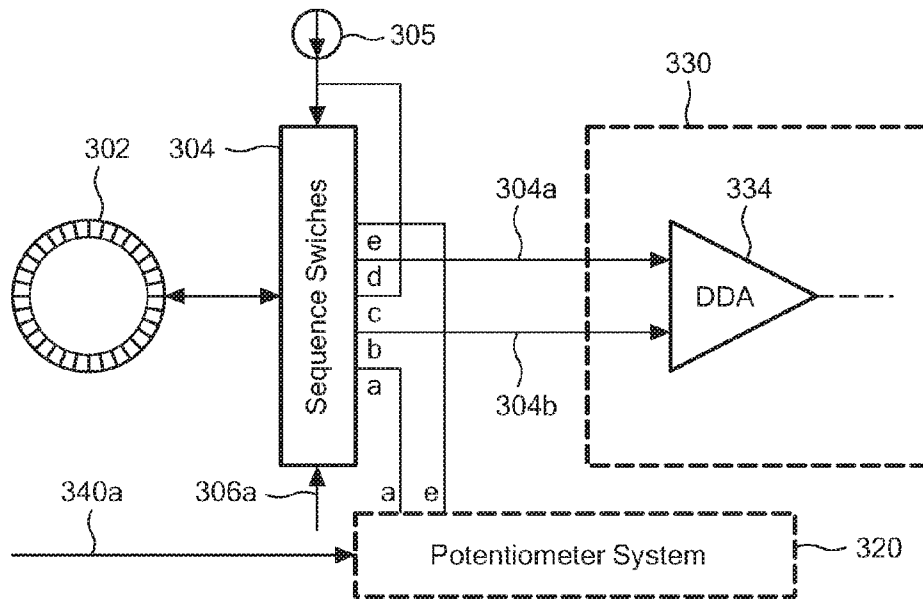 305
330
304
302
304a
334
Sequence Swiches
e
d
c
b
a
DDA
304b
340a
306a
a
e
Potentiometer System
320